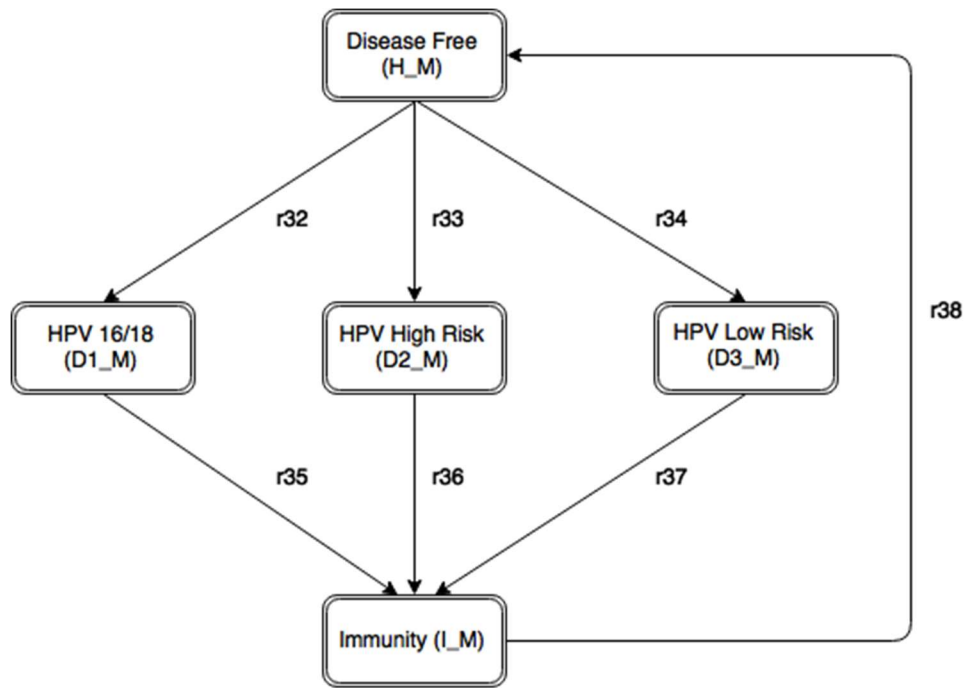 Disease Free
(H_M)
r32
r33
r34
HPV 16/18
(D1_M)
HPV High Risk
(D2_M)
HPV Low Risk
(D3_M)
r38
r35
r36
r37
Immunity (I_M)